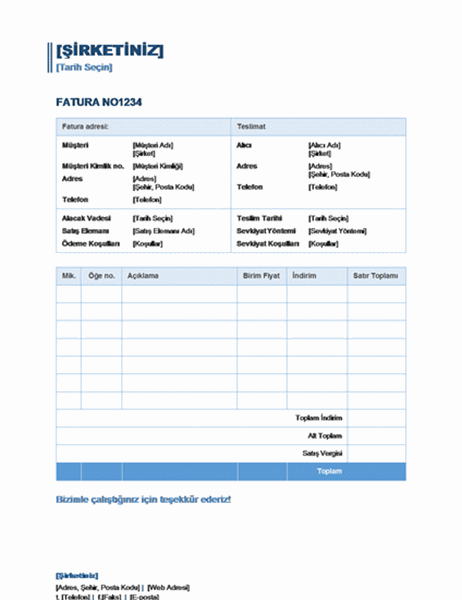 [ŞİRKETİNİZ]
[Tarih Seçin]
FATURA NO1234
Fatura adresi: Teslimat
Müşteri [Müşteri Adı] Alıcı [Alıcı Adı]
[Şirket] [Şirket]
Müşteri Kimlik no. [Müşteri Kimliği] Adres [Adres]
Adres [Adres] [Şehir, Posta Kodu]
[Şehir, Posta Kodu] Telefon [Telefon]
Telefon [Telefon]
Alacak Vadesi [Tarih Seçin] Teslim Tarihi [Tarih Seçin]
Satış Elemanı [Satış Elemanı Adı] Sevkiyat Yöntemi [Sevkiyat Yöntemi]
Ödeme Koşulları [Koşullar] Sevkiyat Koşulları [Koşullar]
Mik. Öğe no. Açıklama Birim Fiyat İndirim Satır Toplamı
Toplam İndirim
Alt Toplam
Satış Vergisi
Toplam
Bizimle çalıştığınız için teşekkür ederiz!
[Şirketiniz]
[Adres, Şehir, Posta Kodu] | [Web Adresi]
t. [Telefon] | f.[Faks] | [E-posta]